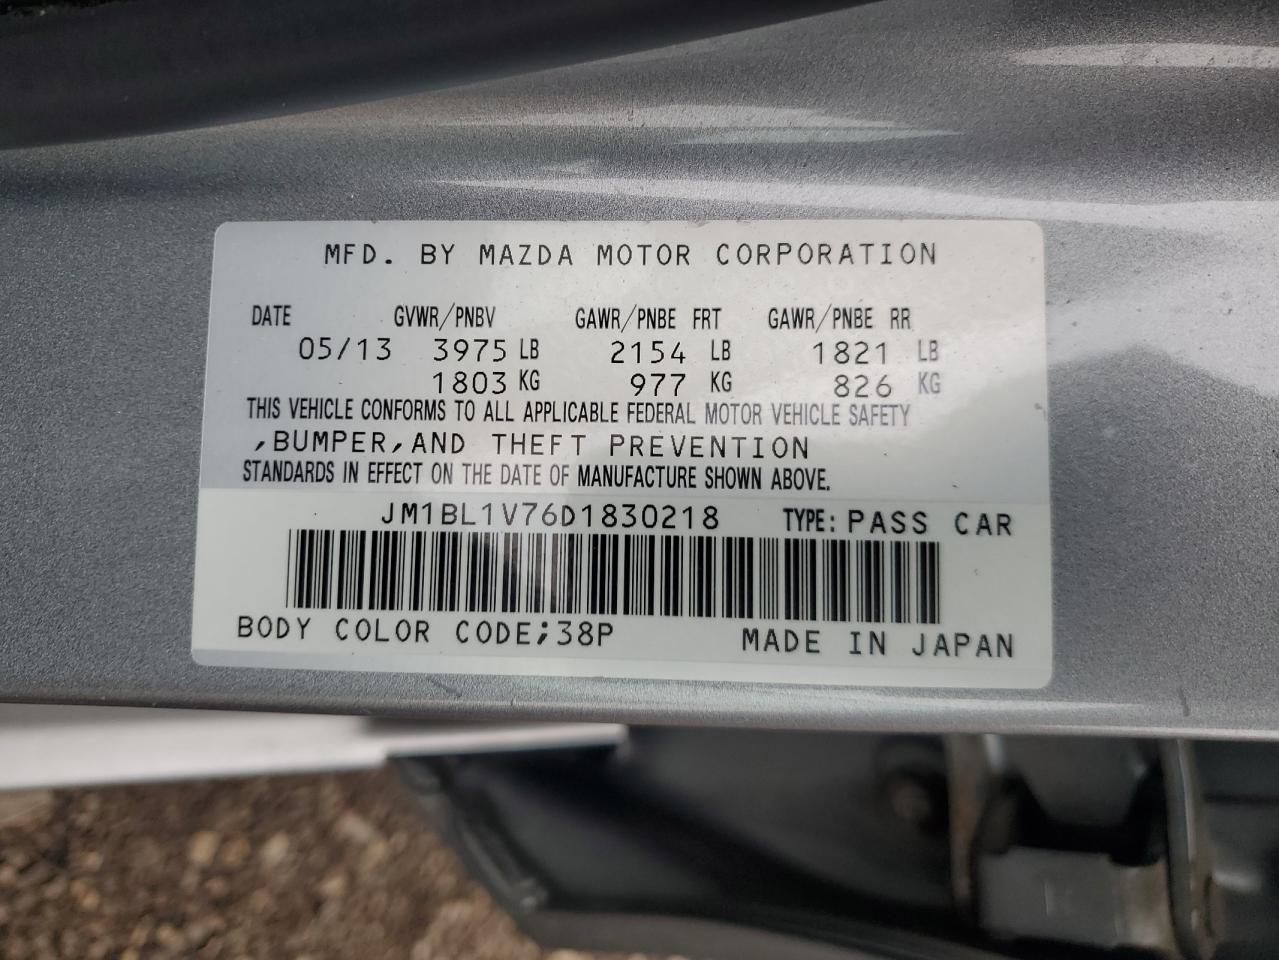 MFD. BY MAZDA MOTOR CORPORATION
DATE GVWR/PNBV GAWR/PNBE FRT GAWR/PNBE RR
05/13 3975 LB 2154 LB 1821 LB
1803 KG 977 KG 826 KG
THIS VEHICLE CONFORMS TO ALL APPLICABLE FEDERAL MOTOR VEHICLE SAFETY
,BUMPER,AND THEFT PREVENTION
STANDARDS IN EFFECT ON THE DATE OF MANUFACTURE SHOWN ABOVE.
JM1BL1V76D1830218 TYPE: PASS CAR
BODY COLOR CODE;38P MADE IN JAPAN